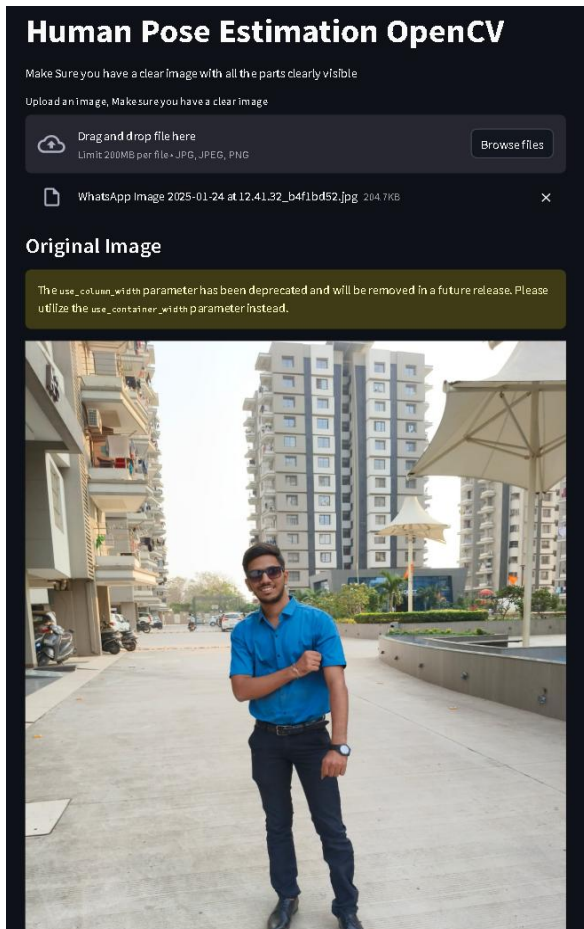 Human Pose Estimation OpenCV
Make Sure you have a clear image with all the parts clearly visible
Upload an image, Make sure you have a clear image
Drag and drop file here
Limit 200MB per file • JPG, JPEG, PNG
Browse files
WhatsApp Image 2025-01-24 at 12.41.32_b4f1bd52.jpg 204.7KB
Original Image
The use_column_width parameter has been deprecated and will be removed in a future release. Please
utilize the use_container_width parameter instead.